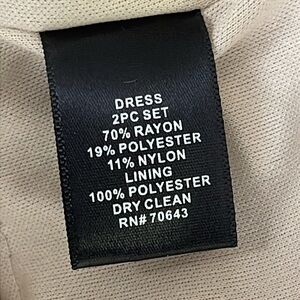 DRESS
2PC SET
70% RAYON
19% POLYESTER
11% NYLON
LINING
100% POLYESTER
DRY CLEAN
RN# 70643